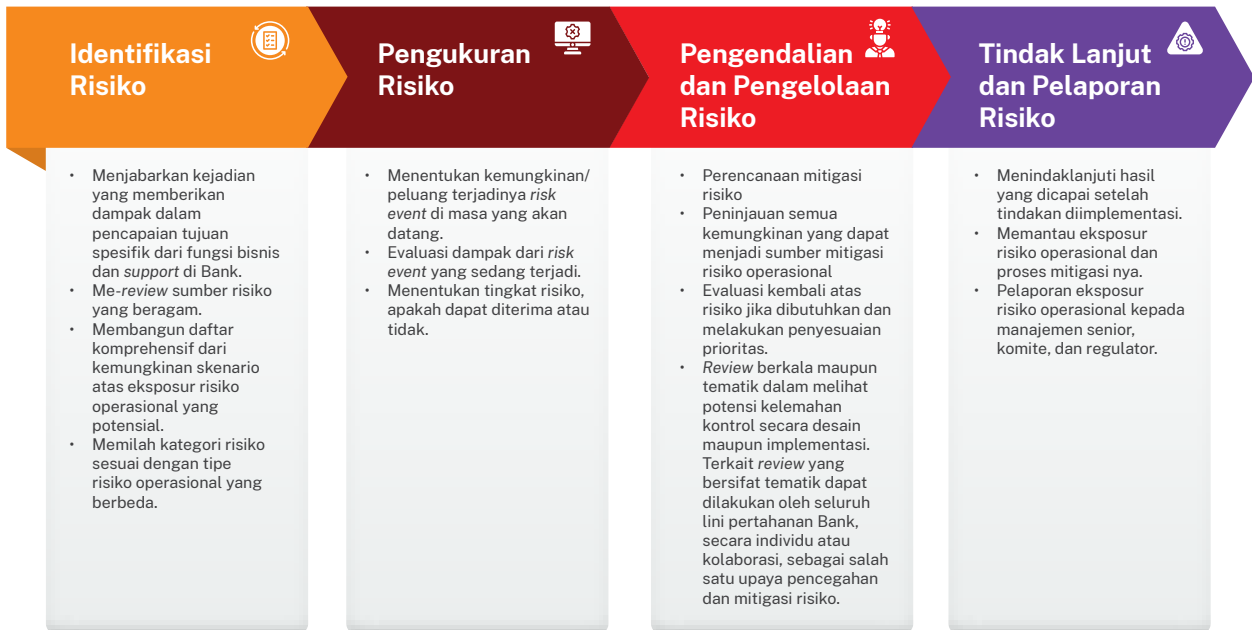 Identifikasi
Risiko
Pengukuran
Risiko
Pengendalian
dan Pengelolaan
Risiko
Tindak Lanjut
dan Pelaporan
Risiko
• Menjabarkan kejadian
yang memberikan
dampak dalam
pencapaian tujuan
spesifik dari fungsi bisnis
dan support di Bank.
• Me-review sumber risiko
yang beragam.
• Membangun daftar
komprehensif dari
kemungkinan skenario
atas eksposur risiko
operasional yang
potensial.
• Memilah kategori risiko
sesuai dengan tipe
risiko operasional yang
berbeda.
• Menentukan kemungkinan/
peluang terjadinya risk
event di masa yang akan
datang.
• Evaluasi dampak dari risk
event yang sedang terjadi.
• Menentukan tingkat risiko,
apakah dapat diterima atau
tidak.
• Perencanaan mitigasi
risiko
• Peninjauan semua
kemungkinan yang dapat
menjadi sumber mitigasi
risiko operasional
• Evaluasi kembali atas
risiko jika dibutuhkan dan
melakukan penyesuaian
prioritas.
• Review berkala maupun
tematik dalam melihat
potensi kelemahan
kontrol secara desain
maupun implementasi.
Terkait review yang
bersifat tematik dapat
dilakukan oleh seluruh
lini pertahanan Bank,
secara individu atau
kolaborasi, sebagai salah
satu upaya pencegahan
dan mitigasi risiko.
• Menindaklanjuti hasil
yang dicapai setelah
tindakan diimplementasi.
• Memantau eksposur
risiko operasional dan
proses mitigasi nya.
• Pelaporan eksposur
risiko operasional kepada
manajemen senior,
komite, dan regulator.